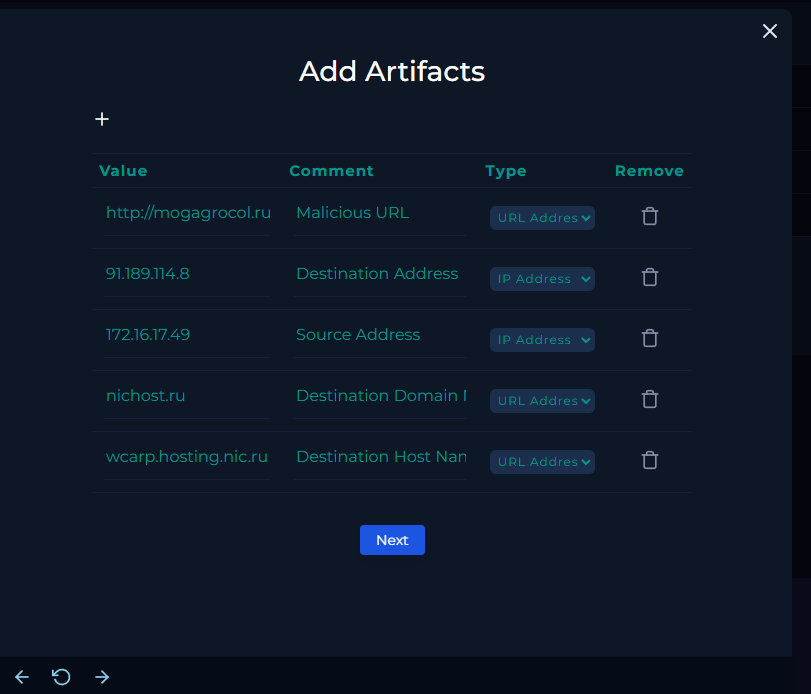 Add Artifacts
Value Comment Type Remove
http://mogagrocol.ru Malicious URL URL Addres
91.189.114.8 Destination Address IP Address
172.16.17.49 Source Address IP Address
nichost.ru Destination Domain URL Addres
wcarp.hosting.nic.ru Destination Host Nan URL Addres
Next